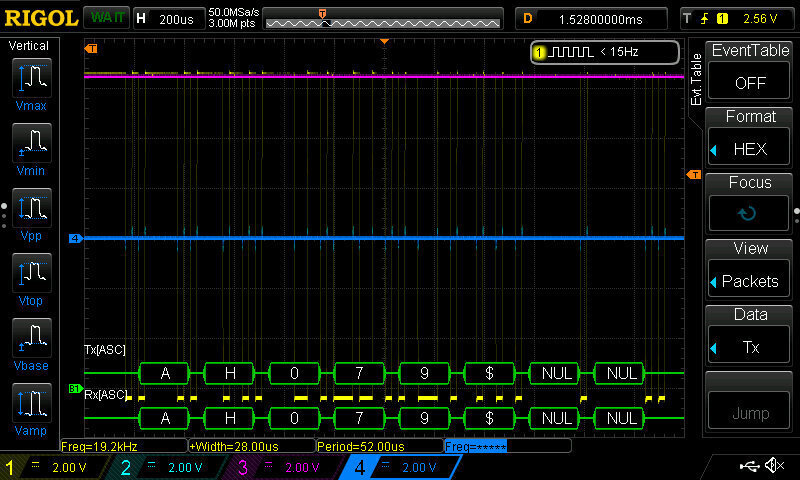 RIGOL WAIT H 200us 50.0MSa/s 3.00M pts T D 1.52800000ms T 1 2.56 V
Vertical
Vmax
Vmin
Vpp
Vtop
Vbase
Vamp
T
1 < 15Hz
T
4
Tx[ASC]
A H 0 7 9 $ NUL NUL
B1
Rx[ASC]
A H 0 7 9 $ NUL NUL
Evt. Table
EventTable
OFF
Format
HEX
Focus
View
Packets
Data
Tx
Jump
Freq=19.2kHz +Width=28.00us Period=52.00us Freq=*****
1 2.00 V 2 2.00 V 3 2.00 V 4 2.00 V